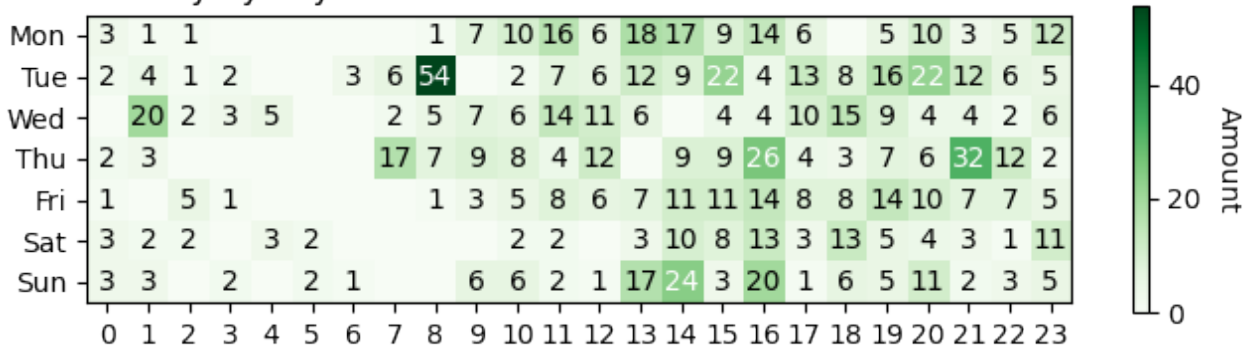 Mon 3 1 1 1 7 10 16 6 18 17 9 14 6 5 10 3 5 12
Tue 2 4 1 2 3 6 54 2 7 6 12 9 22 4 13 8 16 22 12 6 5
Wed 20 2 3 5 2 5 7 6 14 11 6 4 4 10 15 9 4 4 2 6
Thu 2 3 17 7 9 8 4 12 9 9 26 4 3 7 6 32 12 2
Fri 1 5 1 1 3 5 8 6 7 11 11 14 8 8 14 10 7 7 5
Sat 3 2 2 3 2 2 2 3 10 8 13 3 13 5 4 3 1 11
Sun 3 3 2 2 1 6 6 2 1 17 24 3 20 1 6 5 11 2 3 5
0 1 2 3 4 5 6 7 8 9 10 11 12 13 14 15 16 17 18 19 20 21 22 23
40
20
0
Amount